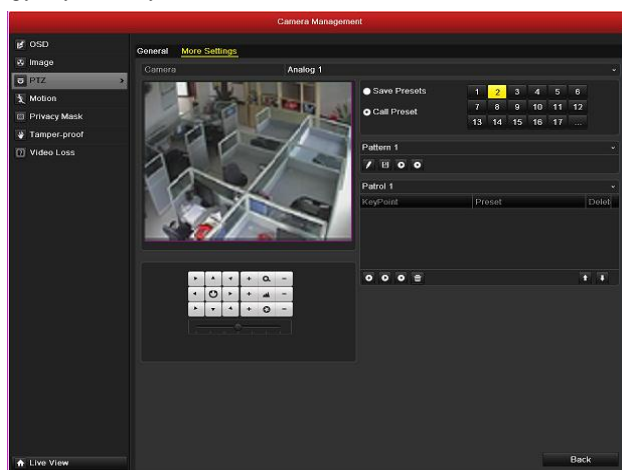 Camera Management
OSD
Image
PTZ
Motion
Privacy Mask
Tamper-proof
Video Loss
Live View
General More Settings
Camera Analog 1
Save Presets
Call Preset
1 2 3 4 5 6
7 8 9 10 11 12
13 14 15 16 17 ...
Pattern 1
Patrol 1
KeyPoint Preset Delet
Back